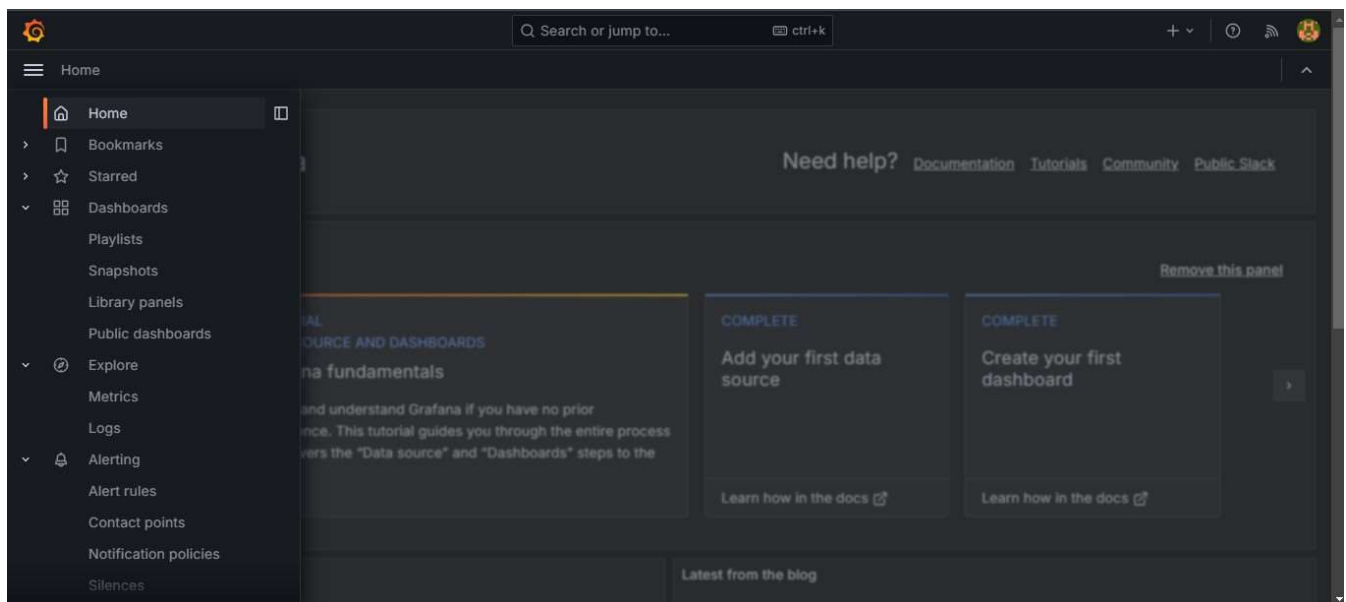 Search or jump to...
ctrl+k
Home
Home
Bookmarks
Starred
Dashboards
Playlists
Snapshots
Library panels
Public dashboards
Explore
Metrics
Logs
Alerting
Alert rules
Contact points
Notification policies
Silences
Need help? Documentation Tutorials Community Public Slack
Remove this panel
IAL
OURCE AND DASHBOARDS
na fundamentals
and understand Grafana if you have no prior
nce. This tutorial guides you through the entire process
vers the "Data source" and "Dashboards" steps to the
COMPLETE
Add your first data
source
Learn how in the docs
COMPLETE
Create your first
dashboard
Learn how in the docs
Latest from the blog